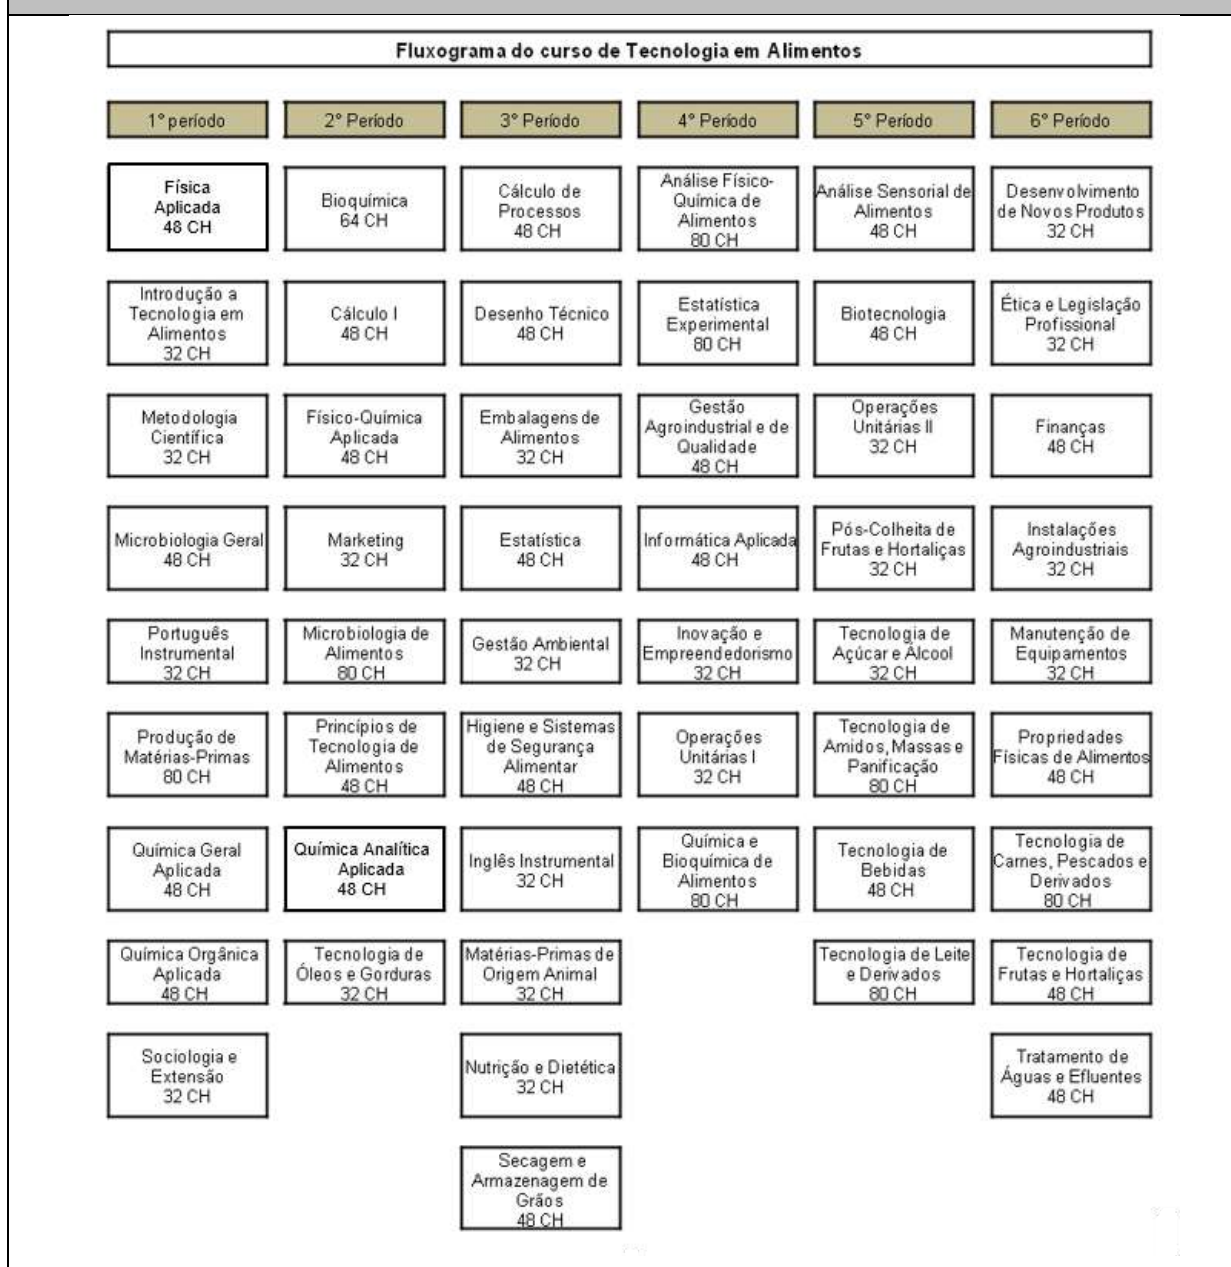 Fluxograma do curso de Tecnologia em Alimentos
1° período
2° Período
3° Período
4° Período
5° Período
6° Período
Física
Aplicada
48 CH
Bioquímica
64 CH
Cálculo de
Processos
48 CH
Análise Físico-
Química de
Alimentos
80 CH
Análise Sensorial de
Alimentos
48 CH
Desenvolvimento
de Novos Produtos
32 CH
Introdução a
Tecnologia em
Alimentos
32 CH
Cálculo I
48 CH
Desenho Técnico
48 CH
Estatística
Experimental
80 CH
Biotecnologia
48 CH
Ética e Legislação
Profissional
32 CH
Metodologia
Científica
32 CH
Físico-Química
Aplicada
48 CH
Embalagens de
Alimentos
32 CH
Gestão
Agroindustrial e de
Qualidade
48 CH
Operações
Unitárias II
32 CH
Finanças
48 CH
Microbiologia Geral
48 CH
Marketing
32 CH
Estatística
48 CH
Informática Aplicada
48 CH
Pós-Colheita de
Frutas e Hortaliças
32 CH
Instalações
Agroindustriais
32 CH
Português
Instrumental
32 CH
Microbiologia de
Alimentos
80 CH
Gestão Ambiental
32 CH
Inovação e
Empreendedorismo
32 CH
Tecnologia de
Açúcar e Álcool
32 CH
Manutenção de
Equipamentos
32 CH
Produção de
Matérias-Primas
80 CH
Princípios de
Tecnologia de
Alimentos
48 CH
Higiene e Sistemas
de Segurança
Alimentar
48 CH
Operações
Unitárias I
32 CH
Tecnologia de
Amidos, Massas e
Panificação
80 CH
Propriedades
Físicas de Alimentos
48 CH
Química Geral
Aplicada
48 CH
Química Analítica
Aplicada
48 CH
Inglês Instrumental
32 CH
Química e
Bioquímica de
Alimentos
80 CH
Tecnologia de
Bebidas
48 CH
Tecnologia de
Carnes, Pescados e
Derivados
80 CH
Química Orgânica
Aplicada
48 CH
Tecnologia de
Óleos e Gorduras
32 CH
Matérias-Primas de
Origem Animal
32 CH
Tecnologia de Leite
e Derivados
80 CH
Tecnologia de
Frutas e Hortaliças
48 CH
Sociologia e
Extensão
32 CH
Nutrição e Dietética
32 CH
Tratamento de
Águas e Efluentes
48 CH
Secagem e
Armazenagem de
Grãos
48 CH